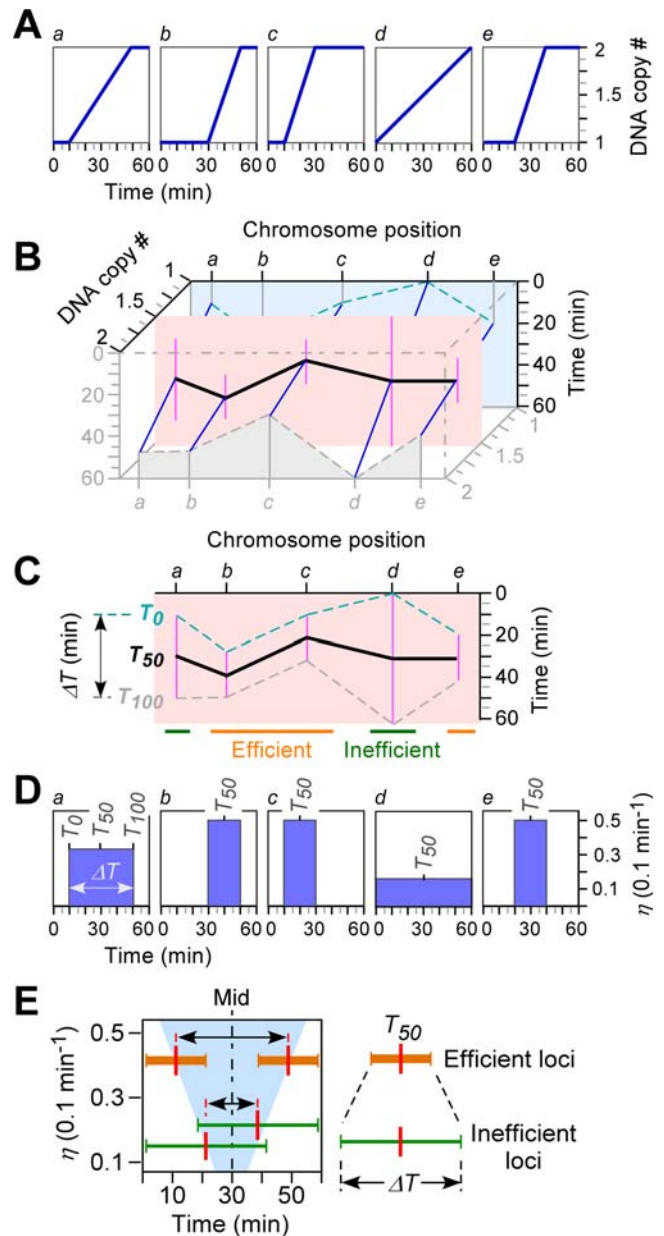 A
a b c d e
2
1.5
1
DNA copy #
0 30 60 0 30 60 0 30 60 0 30 60 0 30 60
Time (min)
B
Chromosome position
DNA copy #
1
1.5
2
a b c d e
0
20
40
60
Time (min)
0
20
40
60
1
1.5
2
a b c d e
C
Chromosome position
a b c d e
T0
T50
T100
ΔT (min)
0
20
40
60
Time (min)
Efficient Inefficient
D
a b c d e
T0 T50 T100 T50 T50 T50 T50
ΔT
0.5
0.3
0.1
η (0.1 min-1)
0 30 60 0 30 60 0 30 60 0 30 60 0 30 60
Time (min)
E
Mid
0.5
0.3
0.1
η (0.1 min-1)
10 30 50
Time (min)
T50
Efficient loci
Inefficient
loci
ΔT